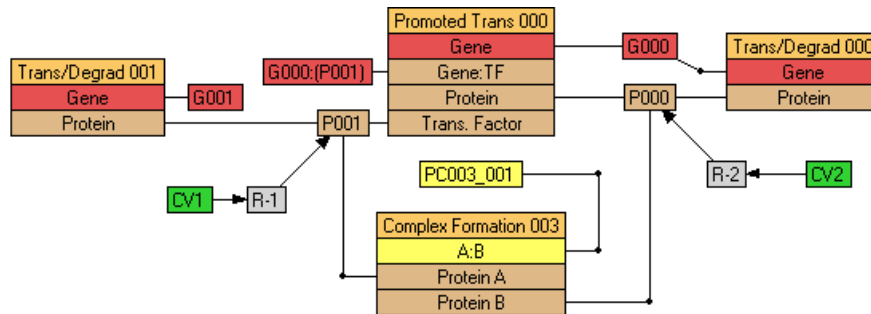 Promoted Trans 000
Gene
Gene:TF
Protein
Trans. Factor
G000
G000:(P001)
Trans/Degrad 000
Gene
Protein
Trans/Degrad 001
Gene
Protein
G001
P001
P000
PC003_001
R-2
CV2
CV1
R-1
Complex Formation 003
A:B
Protein A
Protein B